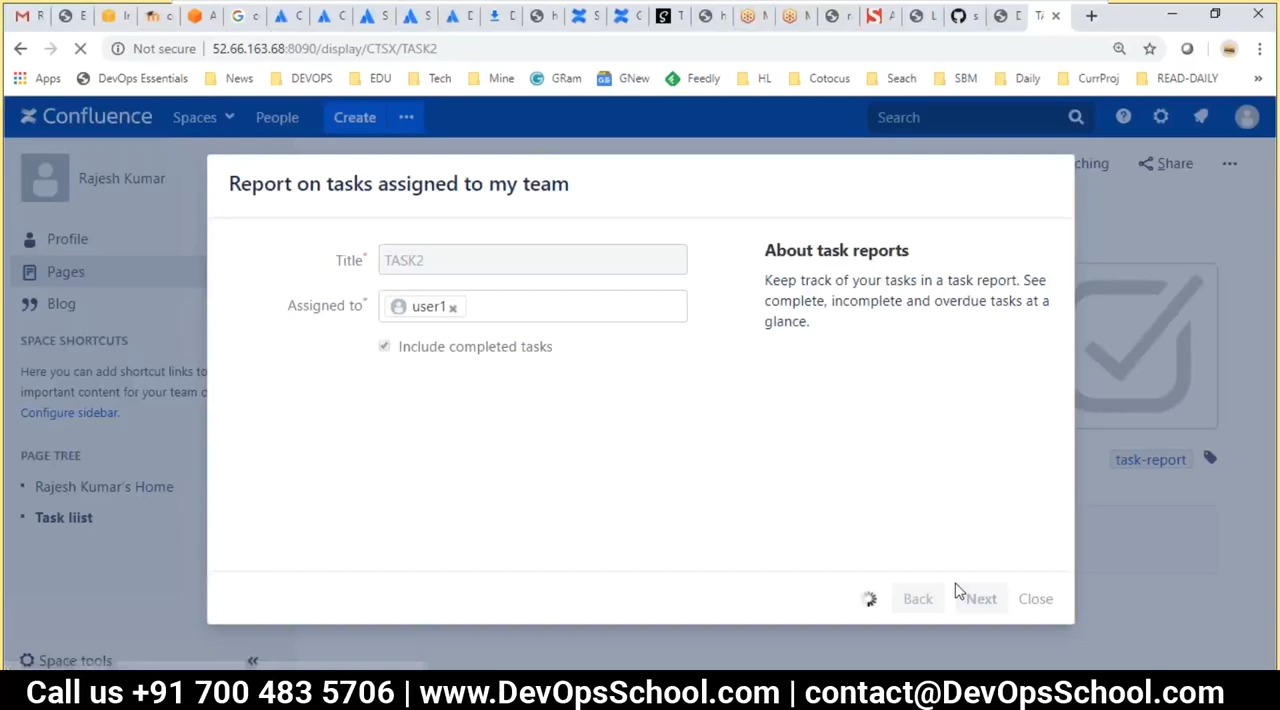 Not secure | 52.66.163.68:8090/display/CTSX/TASK2
Apps DevOps Essentials News DEVOPS EDU Tech Mine GRam GNew Feedly HL Cotocus Seach SBM Daily CurrProj READ-DAILY »
Confluence Spaces People Create ••• Search
Rajesh Kumar
ching Share •••
Report on tasks assigned to my team
Profile
Pages
Blog
Title* TASK2
Assigned to* user1
Include completed tasks
About task reports
Keep track of your tasks in a task report. See
complete, incomplete and overdue tasks at a
glance.
SPACE SHORTCUTS
Here you can add shortcut links to
important content for your team o
Configure sidebar.
PAGE TREE
Rajesh Kumar's Home
Task liist
task-report
Back Next Close
Space tools «
Call us +91 700 483 5706 | www.DevOpsSchool.com | contact@DevOpsSchool.com